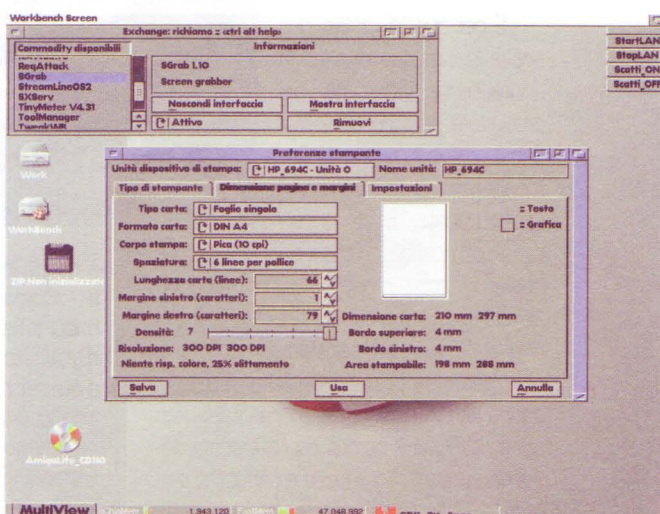 Workbench Screen
Exchange: richiamo = «ctrl alt help»
Commodity disponibili
ReqAttack
SGrab
StreamLineOS2
SXServ
TinyMeter V4.31
ToolManager
TweakWB
Informazioni
SGrab 1.10
Screen grabber
Nascondi interfaccia
Mostra interfaccia
Attivo
Rimuovi
StartLAN
StopLAN
Scatti_ON
Scatti_OFF
Work
Workbench
ZIP:Non inizializzato
AmigaLife_CD110
Preferenze stampante
Unità dispositivo di stampa: HP_694C - Unità 0 Nome unità: HP_694C
Tipo di stampante
Dimensione pagina e margini
Impostazioni
Tipo carta: Foglio singolo
Formato carta: DIN A4
Corpo stampa: Pica (10 cpi)
Spaziatura: 6 linee per pollice
Lunghezza carta (linee): 66
Margine sinistro (caratteri): 1
Margine destro (caratteri): 79
Densità: 7
Risoluzione: 300 DPI 300 DPI
Niente risp. colore, 25% slittamento
= Testo
= Grafica
Dimensione carta: 210 mm 297 mm
Bordo superiore: 4 mm
Bordo sinistro: 4 mm
Area stampabile: 198 mm 288 mm
Salva
Usa
Annulla
MultiView
1.943.120
47.048.992